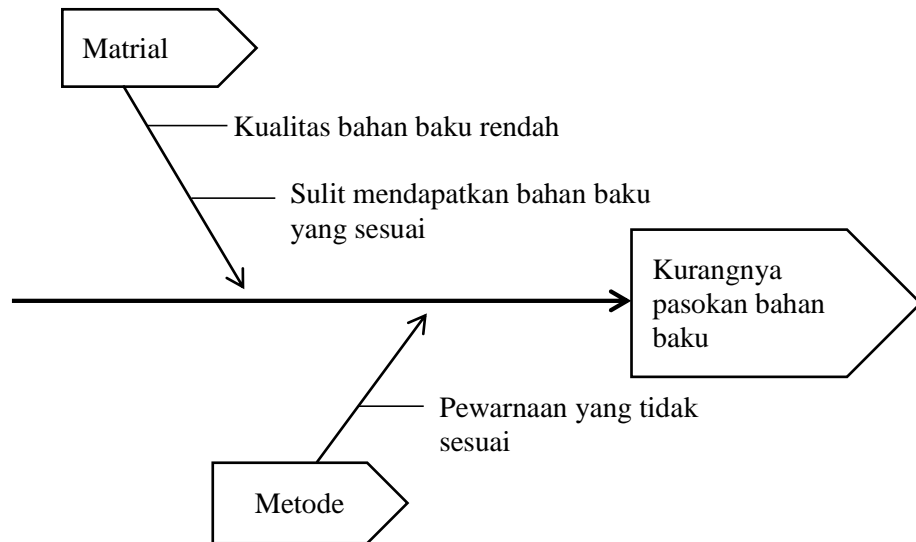 Matrial
Kualitas bahan baku rendah
Sulit mendapatkan bahan baku
yang sesuai
Kurangnya
pasokan bahan
baku
Pewarnaan yang tidak
sesuai
Metode